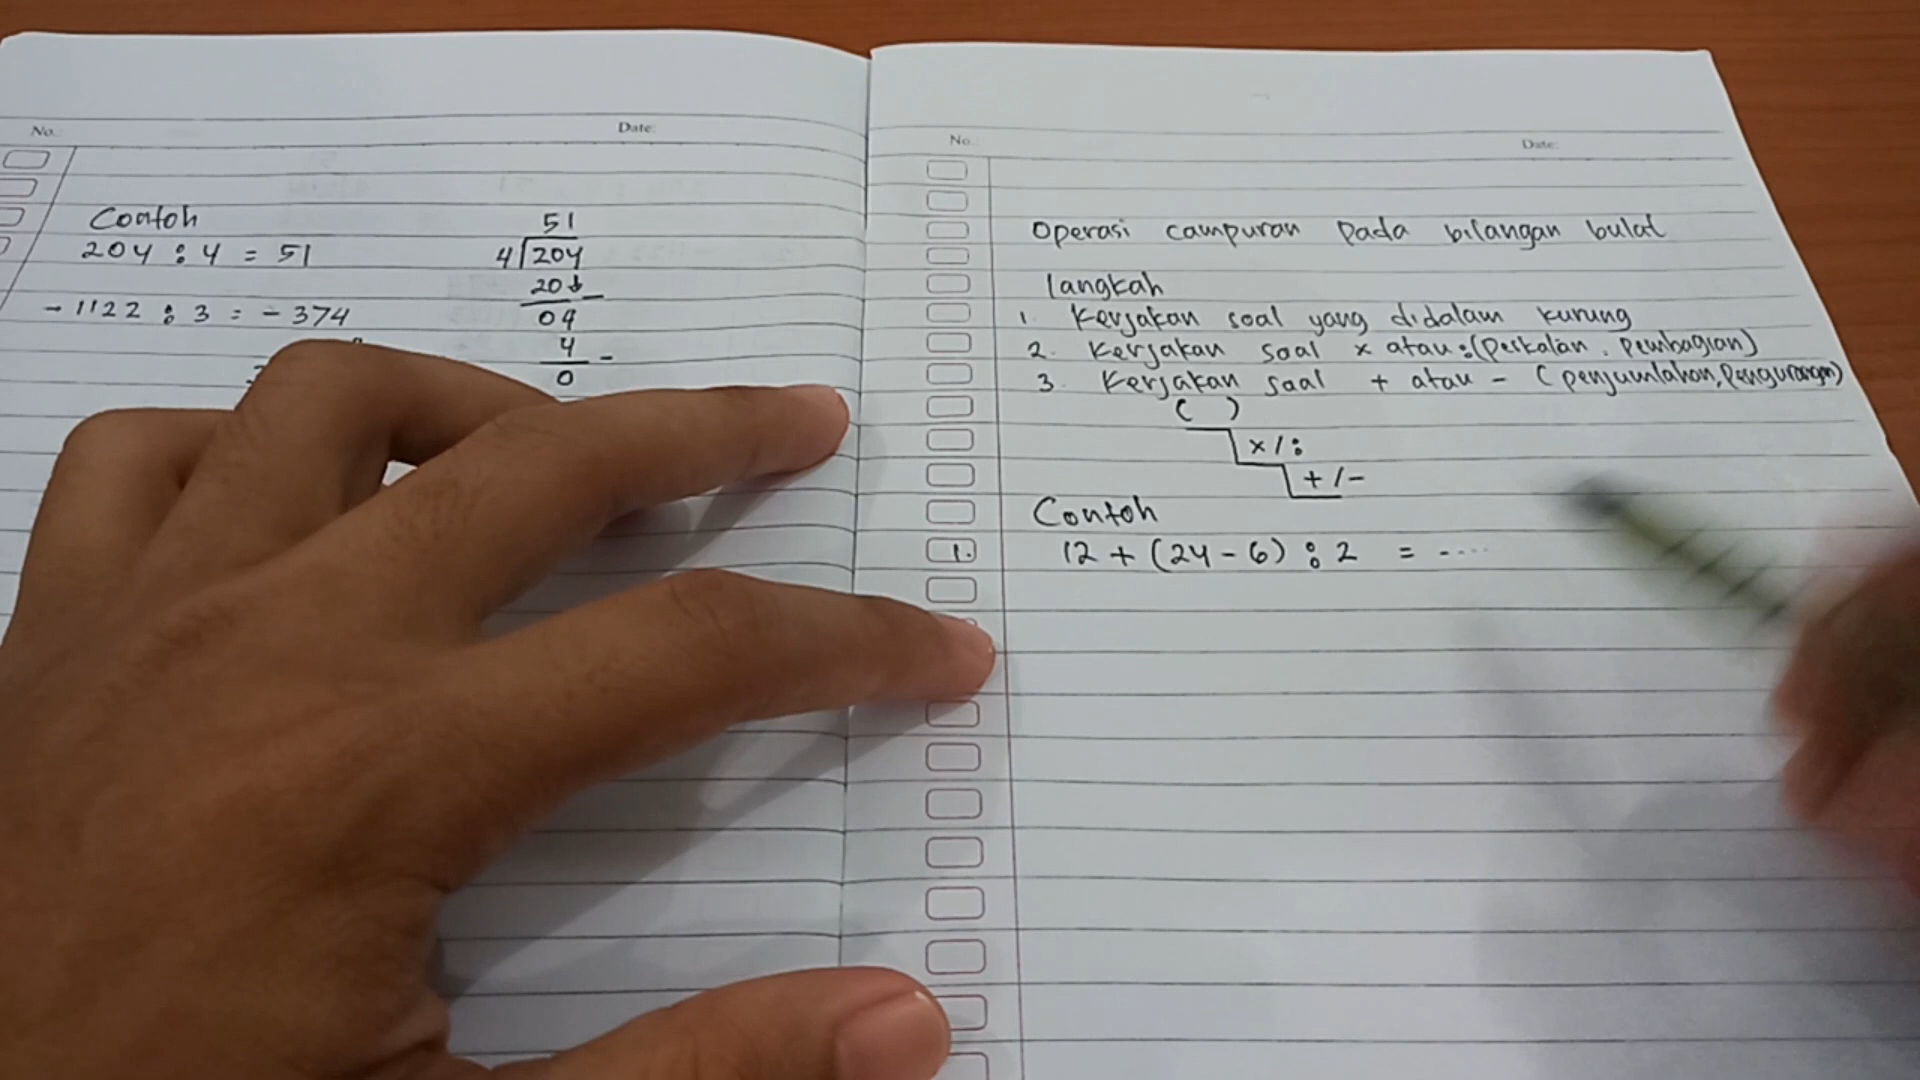 No.
Date:
Contoh
204 : 4 = 51
- 1122 : 3 = - 374
51
4 204
20 -
04
4 -
0
No.
Date:
Operasi campuran pada bilangan bulat
langkah
1. Kerjakan soal yang didalam kurung
2. Kerjakan soal x atau : (Perkalian, Pembagian)
3. Kerjakan soal + atau - (penjumlahan, Pengurangan)
( )
x / :
+ / -
Contoh
1. 12 + (24 - 6) : 2 = ....